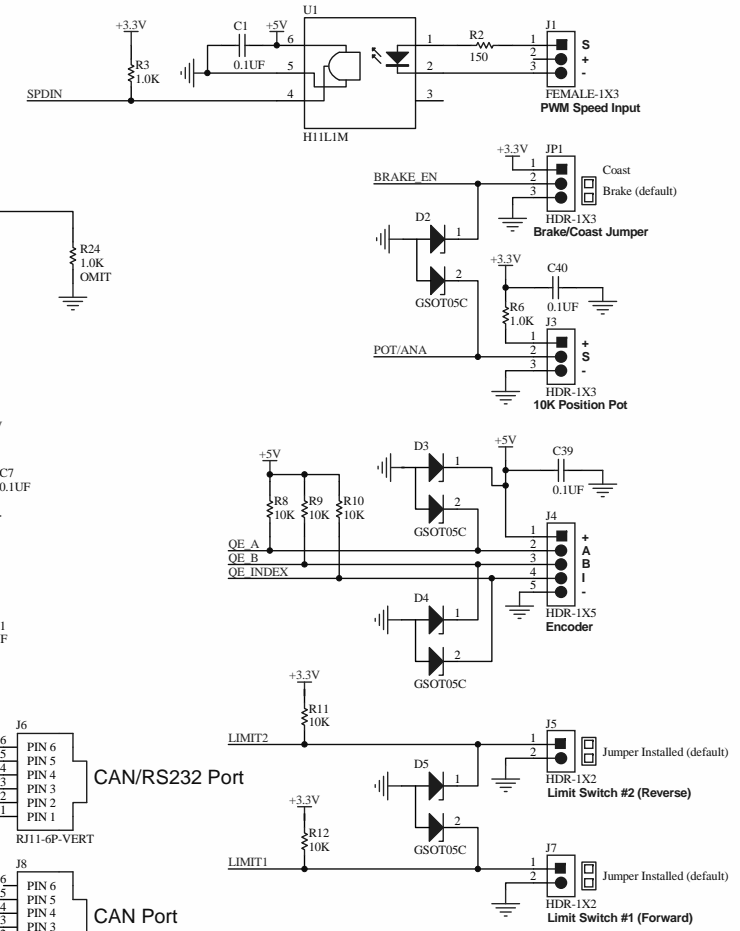 U1
+3.3V
C1
+5V
6
1
R2
150
J1
1
2
3
S
+
-
R3
1.0K
0.1UF
5
2
SPDIN
4
3
FEMALE-1X3
PWM Speed Input
H11L1M
+3.3V
JP1
1
2
3
Coast
Brake (default)
BRAKE_EN
HDR-1X3
Brake/Coast Jumper
D2
1
2
GSOT05C
R24
1.0K
OMIT
+3.3V
C40
0.1UF
R6
1.0K
J3
1
2
3
+
S
-
POT/ANA
HDR-1X3
10K Position Pot
C7
0.1UF
+5V
R8
10K
R9
10K
R10
10K
D3
1
2
GSOT05C
+5V
C39
0.1UF
J4
1
2
3
4
5
+
A
B
I
-
QE_A
QE_B
QE_INDEX
HDR-1X5
Encoder
D4
1
2
GSOT05C
1
F
+3.3V
R11
10K
LIMIT2
J5
1
2
Jumper Installed (default)
HDR-1X2
Limit Switch #2 (Reverse)
D5
1
2
GSOT05C
J6
6
5
4
3
2
1
PIN 6
PIN 5
PIN 4
PIN 3
PIN 2
PIN 1
CAN/RS232 Port
RJ11-6P-VERT
+3.3V
R12
10K
LIMIT1
J7
1
2
Jumper Installed (default)
HDR-1X2
Limit Switch #1 (Forward)
J8
6
5
4
3
PIN 6
PIN 5
PIN 4
PIN 3
CAN Port